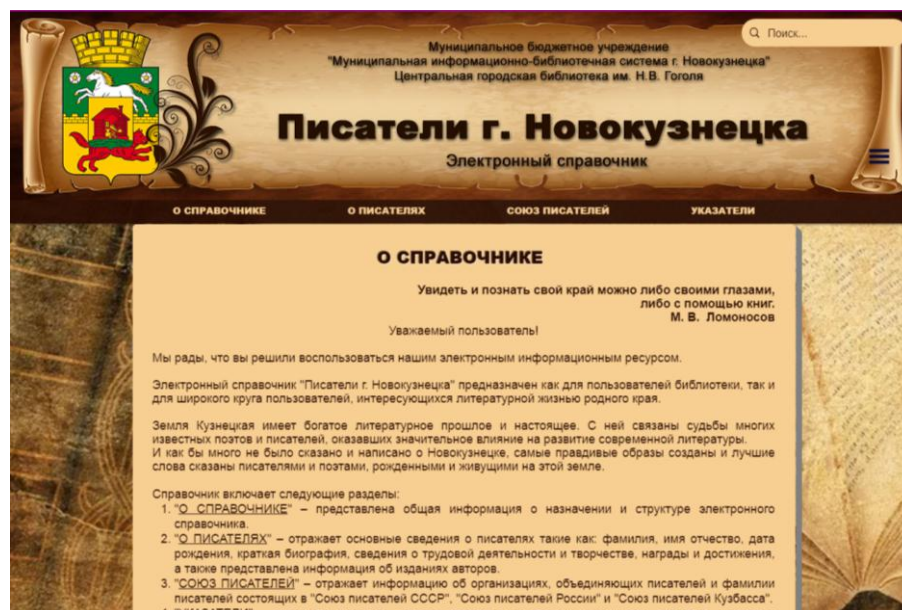 Поиск...
Муниципальное бюджетное учреждение
"Муниципальная информационно-библиотечная система г. Новокузнецка"
Центральная городская библиотека им. Н.В. Гоголя
Писатели г. Новокузнецка
Электронный справочник
О СПРАВОЧНИКЕ О ПИСАТЕЛЯХ СОЮЗ ПИСАТЕЛЕЙ УКАЗАТЕЛИ
О СПРАВОЧНИКЕ
Увидеть и познать свой край можно либо своими глазами,
либо с помощью книг.
М. В. Ломоносов
Уважаемый пользователь!
Мы рады, что вы решили воспользоваться нашим электронным информационным ресурсом.
Электронный справочник "Писатели г. Новокузнецка" предназначен как для пользователей библиотеки, так и
для широкого круга пользователей, интересующихся литературной жизнью родного края.
Земля Кузнецкая имеет богатое литературное прошлое и настоящее. С ней связаны судьбы многих
известных поэтов и писателей, оказавших значительное влияние на развитие современной литературы.
И как бы много не было сказано и написано о Новокузнецке, самые правдивые образы созданы и лучшие
слова сказаны писателями и поэтами, рожденными и живущими на этой земле.
Справочник включает следующие разделы:
1. "О СПРАВОЧНИКЕ" – представлена общая информация о назначении и структуре электронного
справочника.
2. "О ПИСАТЕЛЯХ" – отражает основные сведения о писателях такие как: фамилия, имя отчество, дата
рождения, краткая биография, сведения о трудовой деятельности и творчестве, награды и достижения,
а также представлена информация об изданиях авторов.
3. "СОЮЗ ПИСАТЕЛЕЙ" – отражает информацию об организациях, объединяющих писателей и фамилии
писателей состоящих в "Союз писателей СССР", "Союз писателей России" и "Союз писателей Кузбасса".